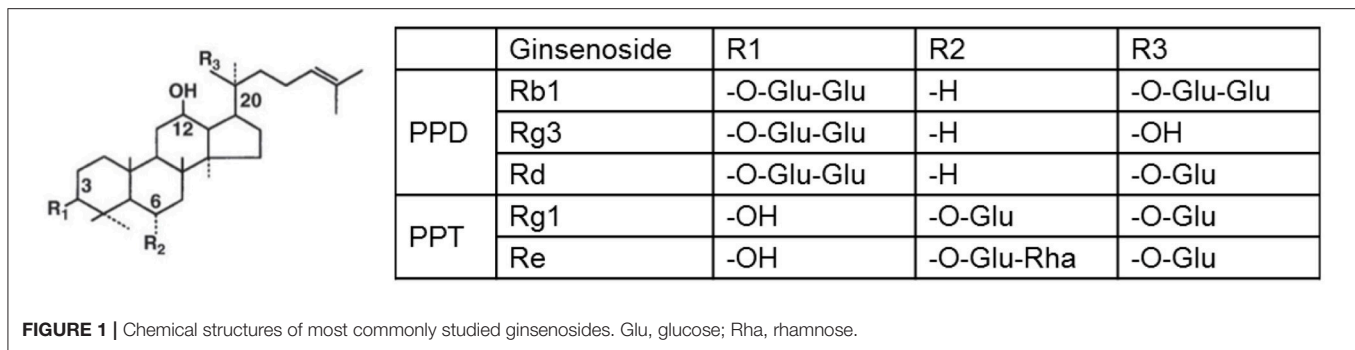 R3
OH
20
12
3
6
R1
R2
Ginsenoside R1 R2 R3
PPD
Rb1 -O-Glu-Glu -H -O-Glu-Glu
Rg3 -O-Glu-Glu -H -OH
Rd -O-Glu-Glu -H -O-Glu
PPT
Rg1 -OH -O-Glu -O-Glu
Re -OH -O-Glu-Rha -O-Glu
FIGURE 1 | Chemical structures of most commonly studied ginsenosides. Glu, glucose; Rha, rhamnose.